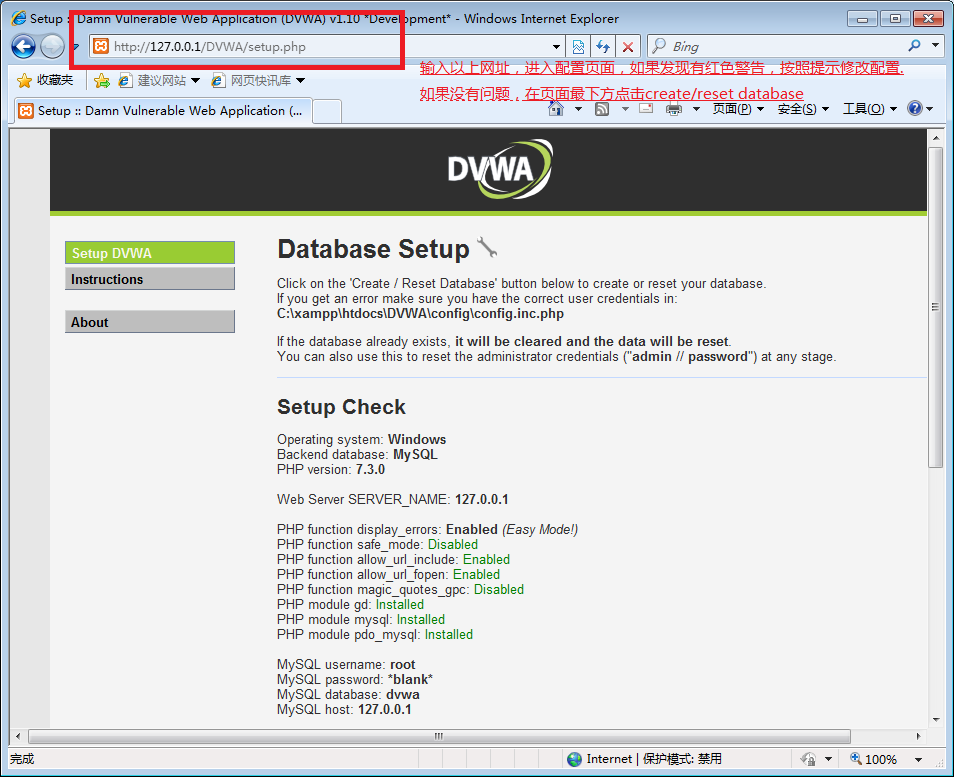 Setup :: Damn Vulnerable Web Application (DVWA) v1.10 *Development* - Windows Internet Explorer
http://127.0.0.1/DVWA/setup.php
Bing
输入以上网址，进入配置页面，如果发现有红色警告，按照提示修改配置.
收藏夹
建议网站
网页快讯库
如果没有问题，在页面最下方点击create/reset database
Setup :: Damn Vulnerable Web Application (...
页面(P)
安全(S)
工具(O)
DVWA
Setup DVWA
Instructions
About
Database Setup
Click on the 'Create / Reset Database' button below to create or reset your database.
If you get an error make sure you have the correct user credentials in:
C:\xampp\htdocs\DVWA\config\config.inc.php
If the database already exists, it will be cleared and the data will be reset.
You can also use this to reset the administrator credentials ("admin // password") at any stage.
Setup Check
Operating system: Windows
Backend database: MySQL
PHP version: 7.3.0
Web Server SERVER_NAME: 127.0.0.1
PHP function display_errors: Enabled (Easy Mode!)
PHP function safe_mode: Disabled
PHP function allow_url_include: Enabled
PHP function allow_url_fopen: Enabled
PHP function magic_quotes_gpc: Disabled
PHP module gd: Installed
PHP module mysql: Installed
PHP module pdo_mysql: Installed
MySQL username: root
MySQL password: *blank*
MySQL database: dvwa
MySQL host: 127.0.0.1
完成
Internet | 保护模式: 禁用
100%